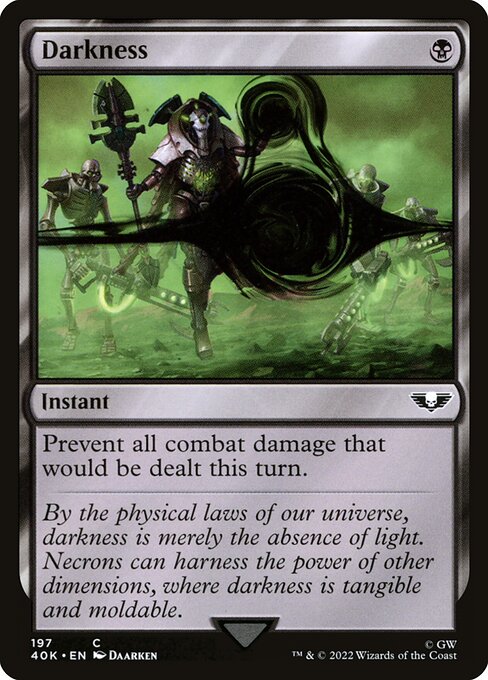 Darkness
Instant
Prevent all combat damage that
would be dealt this turn.
By the physical laws of our universe,
darkness is merely the absence of light.
Necrons can harness the power of other
dimensions, where darkness is tangible
and moldable.
197 C
40K • EN Daarken
© GW
™ & © 2022 Wizards of the Coast